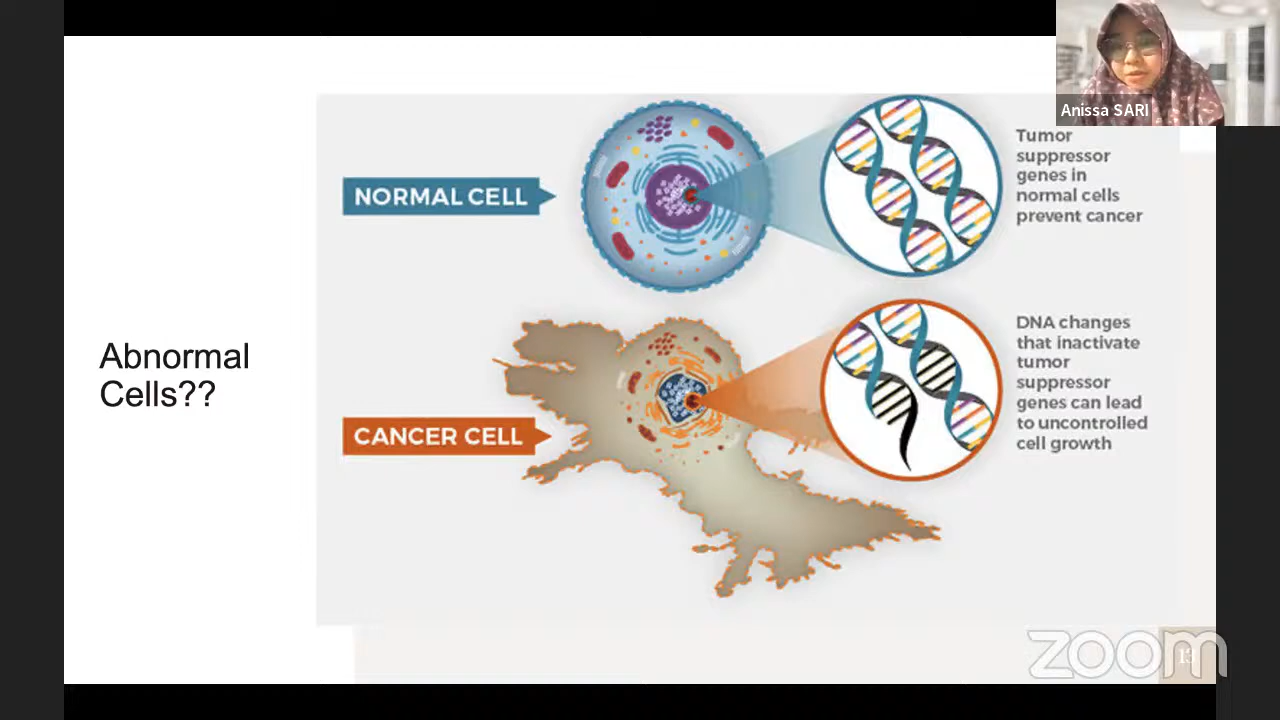 Anissa SARI
Abnormal
Cells??
NORMAL CELL
Tumor
suppressor
genes in
normal cells
prevent cancer
CANCER CELL
DNA changes
that inactivate
tumor
suppressor
genes can lead
to uncontrolled
cell growth
zoom
13